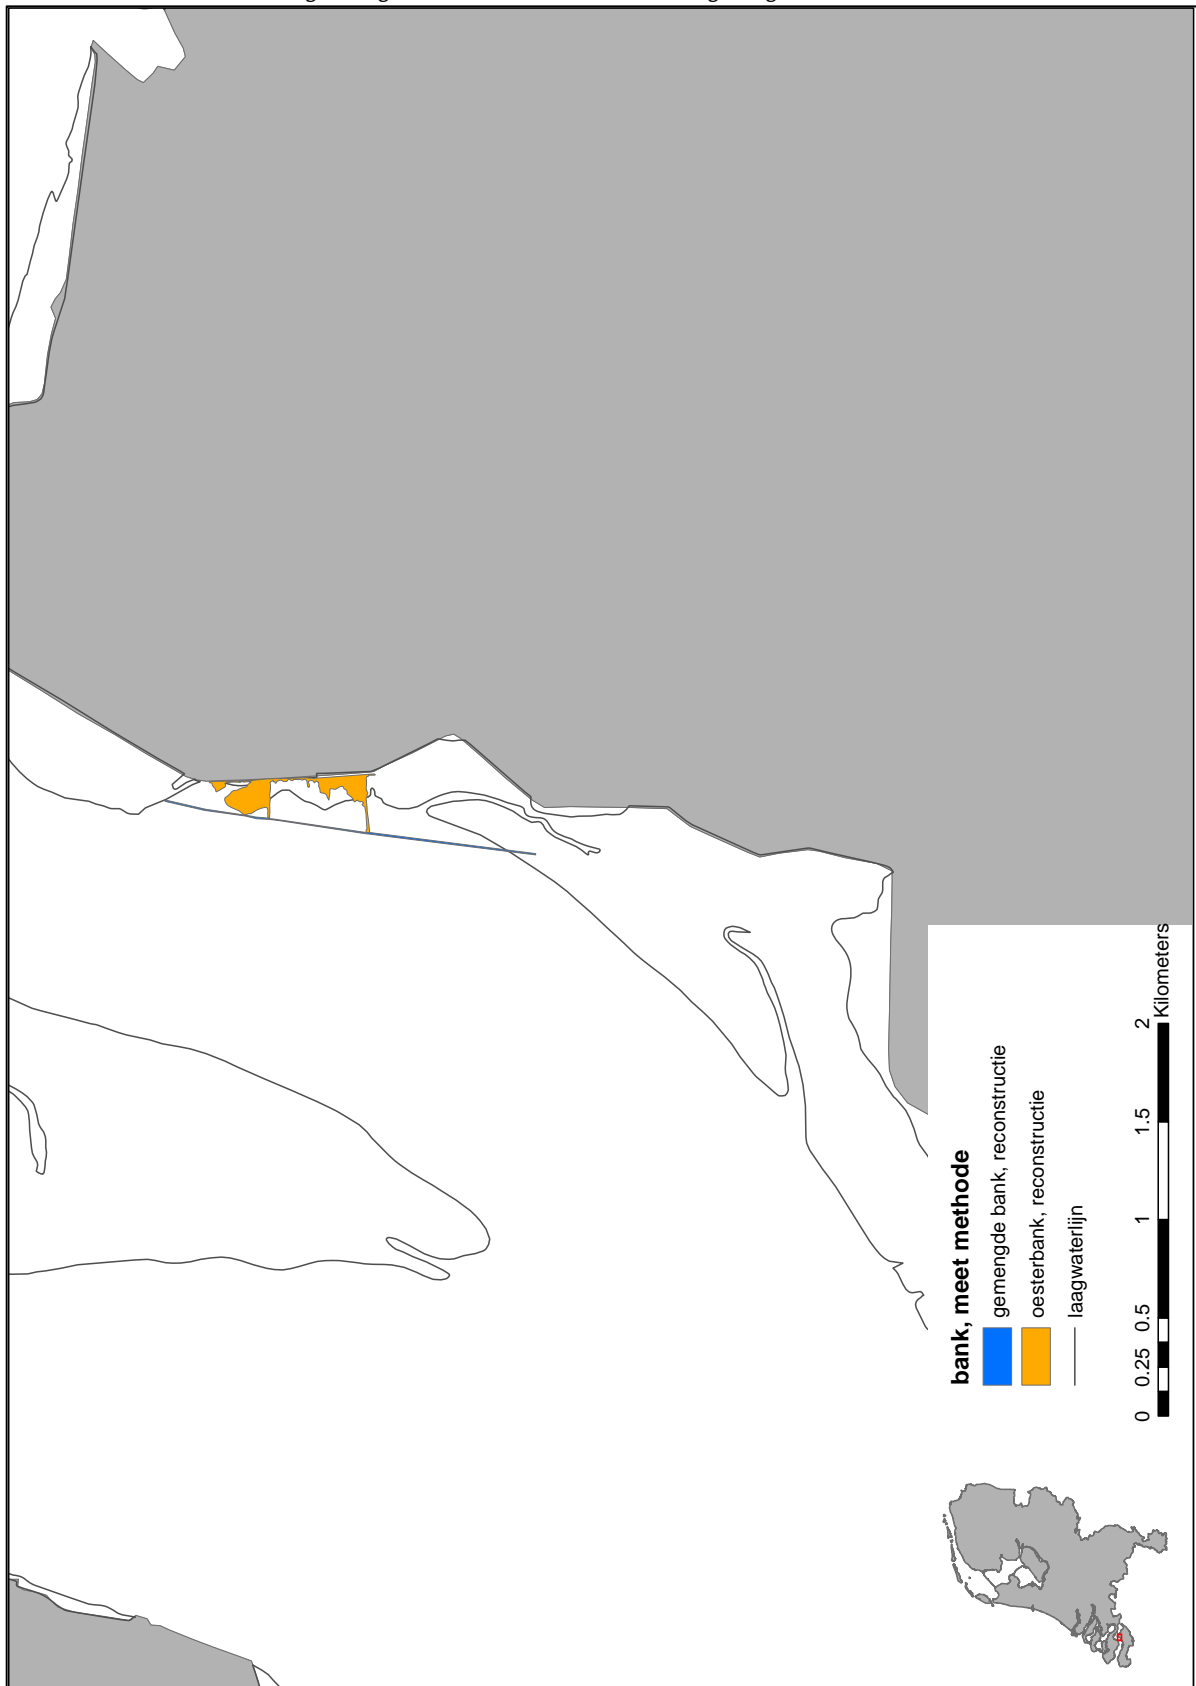 bank, meet methode
gemengde bank, reconstructie
oesterbank, reconstructie
laagwaterlijn
0 0.25 0.5 1 1.5 2
Kilometers